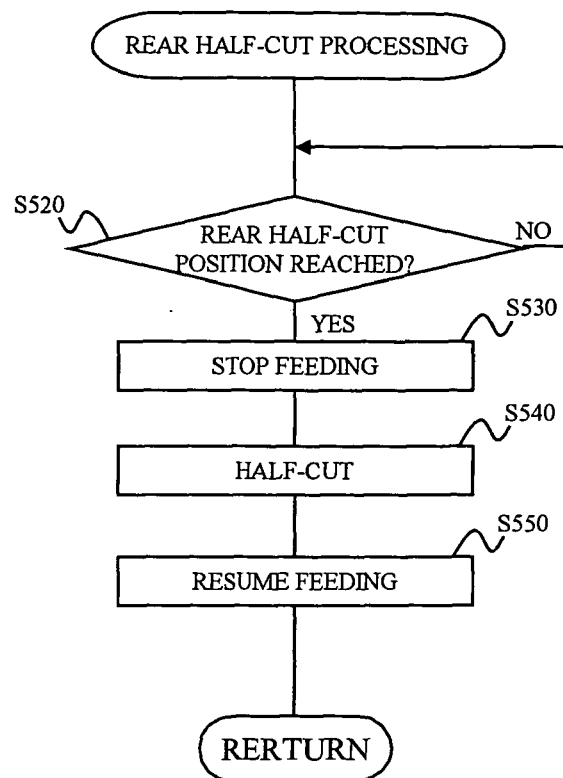 REAR HALF-CUT PROCESSING
S520
REAR HALF-CUT
POSITION REACHED?
NO
YES
S530
STOP FEEDING
S540
HALF-CUT
S550
RESUME FEEDING
RERTURN